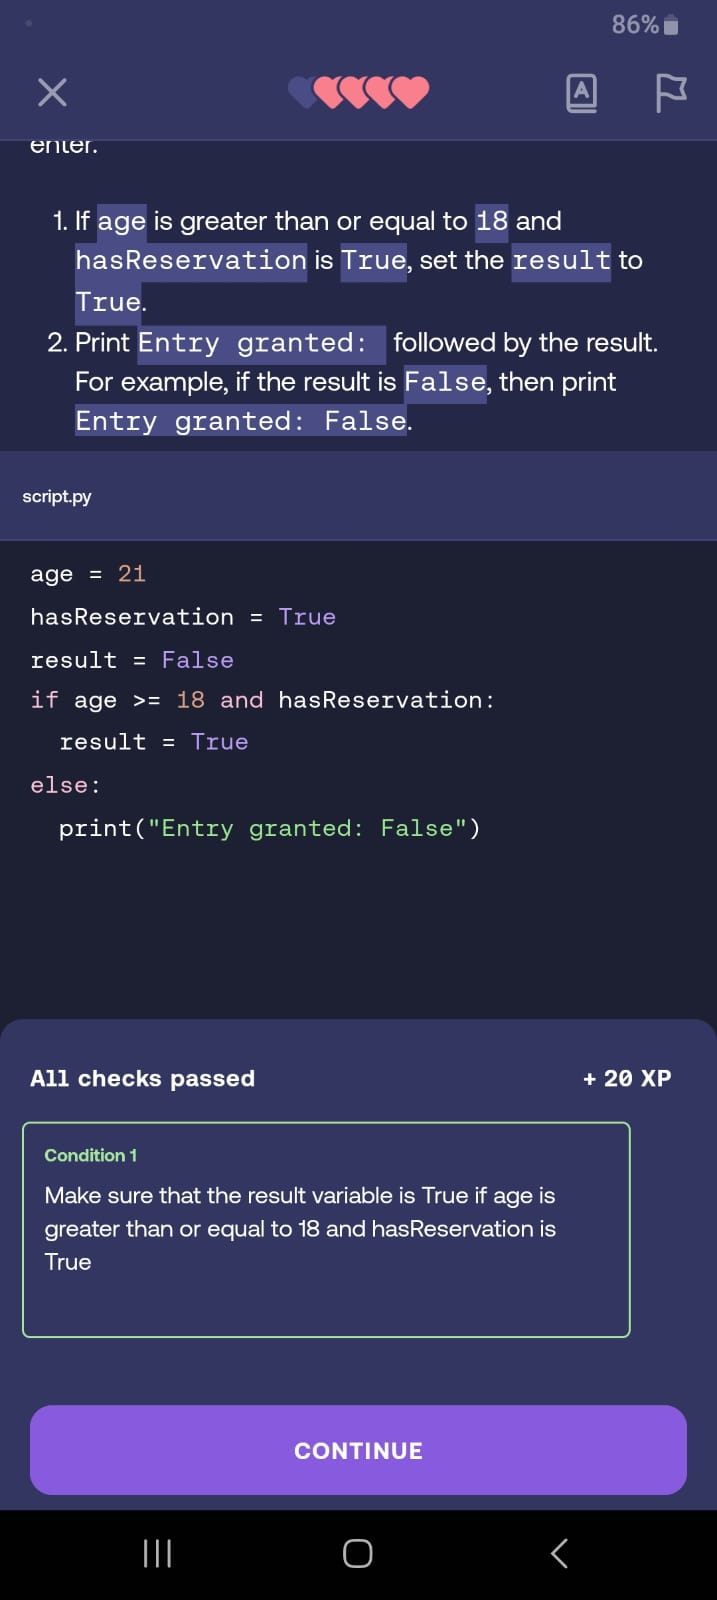 86%
enter.
1. If age is greater than or equal to 18 and
hasReservation is True, set the result to
True.
2. Print Entry granted: followed by the result.
For example, if the result is False, then print
Entry granted: False.
script.py
age = 21
hasReservation = True
result = False
if age >= 18 and hasReservation:
  result = True
else:
  print("Entry granted: False")
All checks passed
+ 20 XP
Condition 1
Make sure that the result variable is True if age is
greater than or equal to 18 and hasReservation is
True
CONTINUE